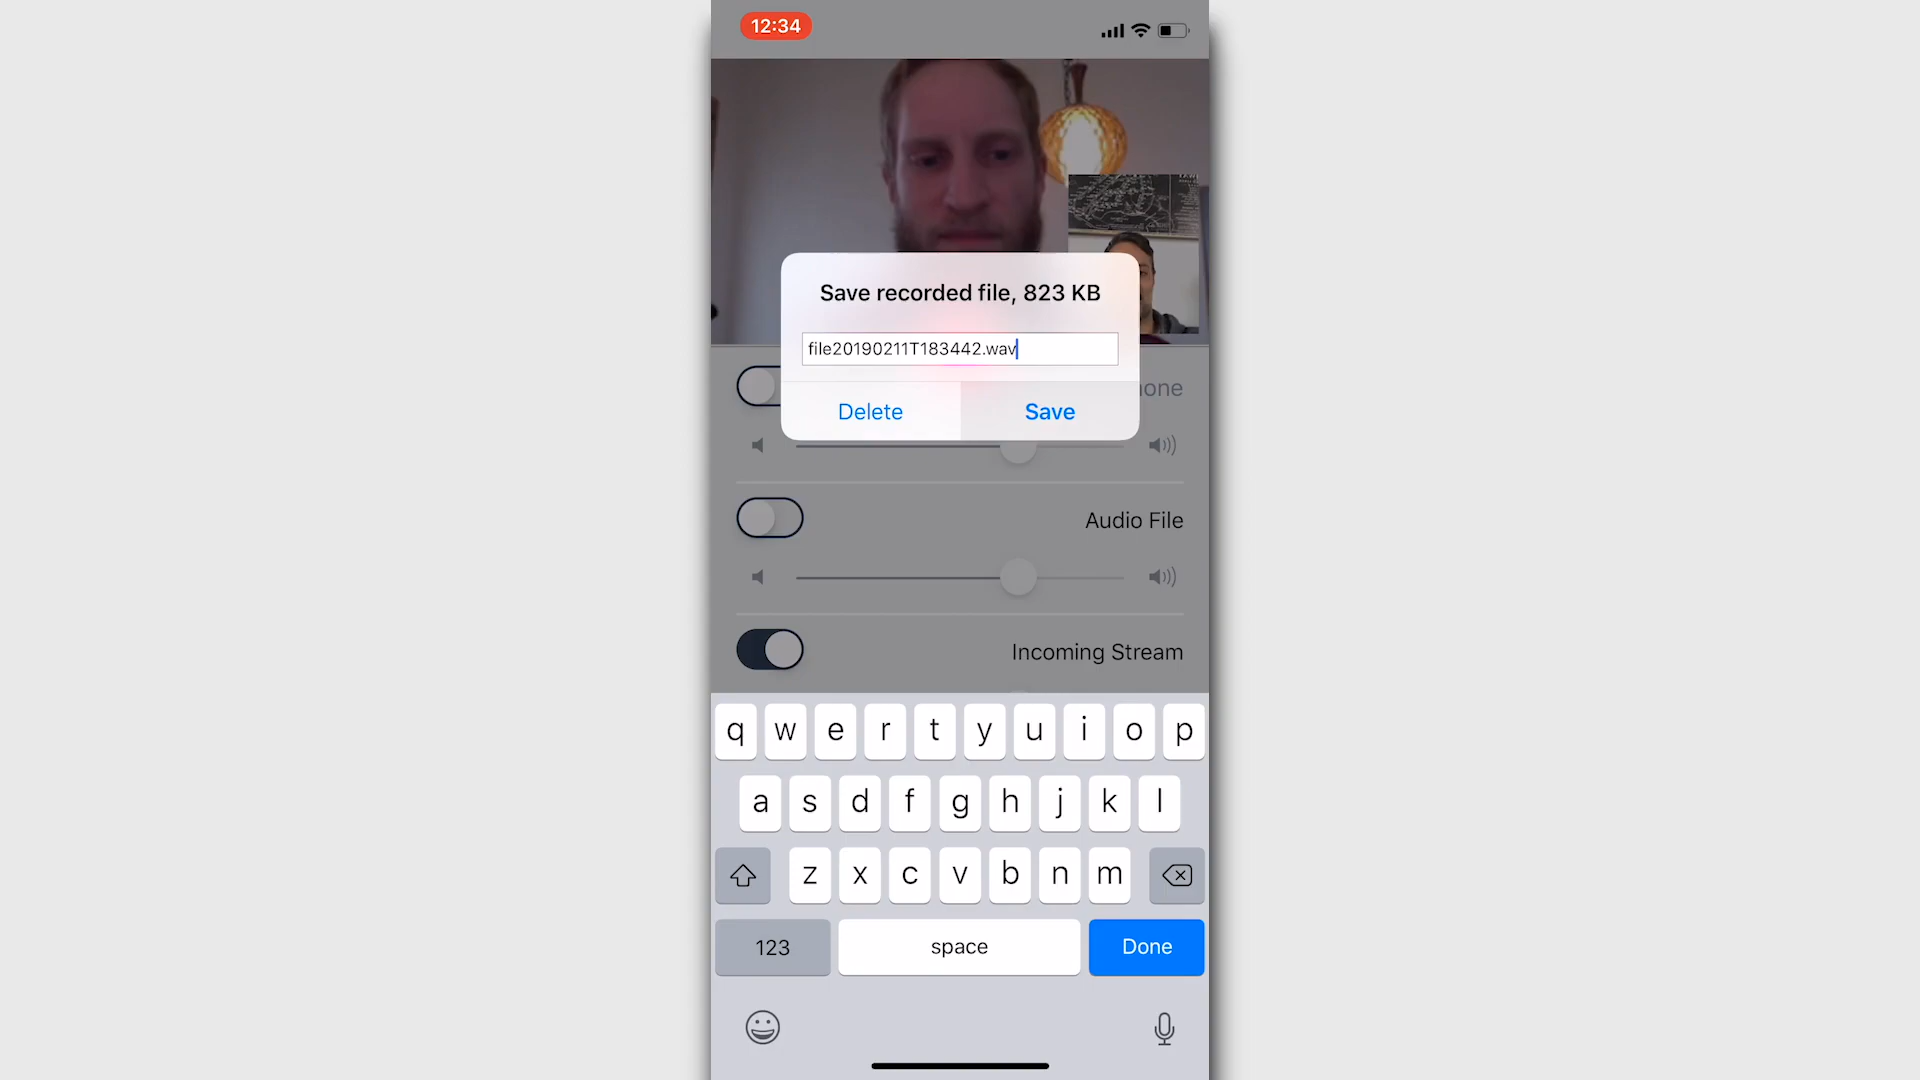 12:34
Save recorded file, 823 KB
file20190211T183442.wav
Delete
Save
one
Audio File
Incoming Stream
q w e r t y u i o p
a s d f g h j k l
z x c v b n m
123
space
Done